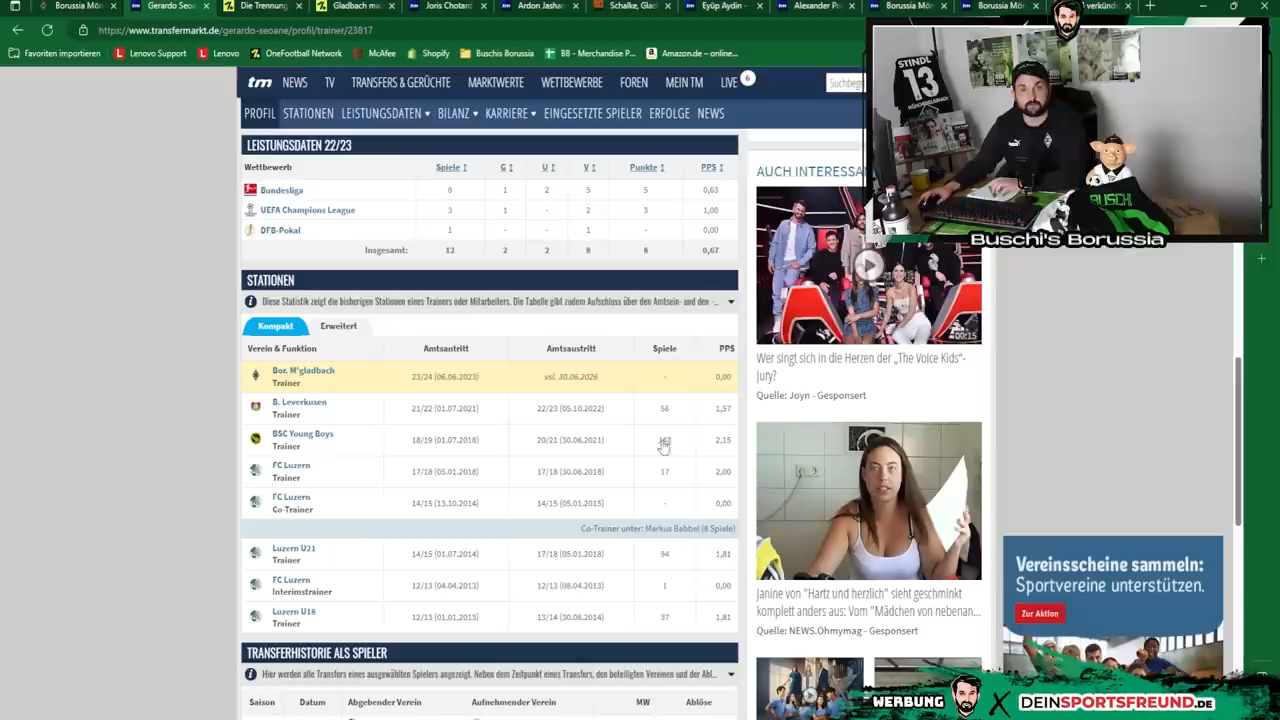 Borussia Mön
Gerardo Seoa
Die Trennung
Gladbach ma
Joris Chotard
Ardon Jashar
Schalke, Glad
Eyüp Aydin -
Alexander Pr
Borussia Mön
Borussia Mö
verkünde
https://www.transfermarkt.de/gerardo-seoane/profil/trainer/23817
Favoriten importieren
Lenovo Support
Lenovo
OneFootball Network
McAfee
Shopify
Buschis Borussia
BB - Merchandise P...
Amazon.de – online...
tm NEWS TV TRANSFERS & GERÜCHTE MARKTWERTE WETTBEWERBE FOREN MEIN TM LIVE 6
Suchbegr
PROFIL STATIONEN LEISTUNGSDATEN BILANZ KARRIERE EINGESETZTE SPIELER ERFOLGE NEWS
LEISTUNGSDATEN 22/23
Wettbewerb Spiele G U V Punkte PPS
Bundesliga 8 1 2 5 5 0,63
UEFA Champions League 3 1 - 2 3 1,00
DFB-Pokal 1 - - 1 - 0,00
Insgesamt: 12 2 2 8 8 0,67
STATIONEN
Diese Statistik zeigt die bisherigen Stationen eines Trainers oder Mitarbeiters. Die Tabelle gibt zudem Aufschluss über den Amtsein- und den -...
Kompakt Erweitert
Verein & Funktion Amtsantritt Amtsaustritt Spiele PPS
Bor. M'gladbach
Trainer
23/24 (06.06.2023) vsl. 30.06.2026 - 0,00
B. Leverkusen
Trainer
21/22 (01.07.2021) 22/23 (05.10.2022) 56 1,57
BSC Young Boys
Trainer
18/19 (01.07.2018) 20/21 (30.06.2021) 2,15
FC Luzern
Trainer
17/18 (05.01.2018) 17/18 (30.06.2018) 17 2,00
FC Luzern
Co-Trainer
14/15 (13.10.2014) 14/15 (05.01.2015) - 0,00
Co-Trainer unter: Markus Babbel (8 Spiele)
Luzern U21
Trainer
14/15 (01.07.2014) 17/18 (05.01.2018) 94 1,81
FC Luzern
Interimstrainer
12/13 (04.04.2013) 12/13 (08.04.2013) 1 0,00
Luzern U18
Trainer
12/13 (01.01.2013) 13/14 (30.06.2014) 37 1,81
TRANSFERHISTORIE ALS SPIELER
Hier werden alle Transfers eines ausgewählten Spielers angezeigt. Neben dem Zeitpunkt des Transfers, den beteiligten Vereinen und der Abl...
Saison Datum Abgebender Verein Aufnehmender Verein MW Ablöse
AUCH INTERESSAN
00:15
Wer singt sich in die Herzen der „The Voice Kids“-
Jury?
Quelle: Joyn - Gesponsert
Janine von "Hartz und herzlich" sieht geschminkt
komplett anders aus: Vom "Mädchen von nebenan...
Quelle: NEWS.Ohmymag - Gesponsert
STINDL
13
MÖNCHENGLADBACH
BUSCHI
Buschi's Borussia
Vereinsscheine sammeln:
Sportvereine unterstützen.
Zur Aktion
WERBUNG X DEINSPORTSFREUND.DE